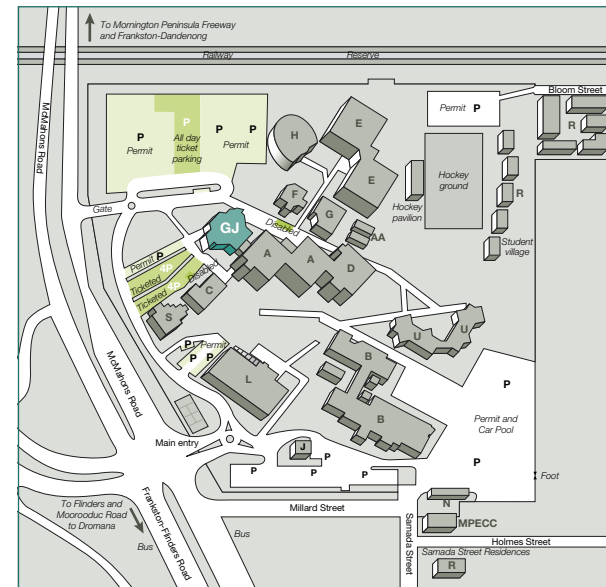 To Mornington Peninsula Freeway
and Frankston-Dandenong
Railway
Reserve
McMahons Road
Bloom Street
P
Permit
P
All day
ticket
parking
P
P
Permit
Permit P
H
E
E
R
F
G
Gate
Disabled
Hockey
pavilion
Hockey
ground
R
Student
village
GJ
AA
Permit P
Ticketed 4P
Ticketed 4P
Disabled
A
A
D
C
S
U
U
P
Permit
P
P
L
B
B
P
Permit and
Car Pool
P
McMahons Road
Main entry
J
P
P
P
P
Foot
To Flinders and
Moorooduc Road
to Dromana
Bus
Frankston-Flinders Road
Bus
Millard Street
Samada Street
N
MPECC
Holmes Street
Samada Street Residences
R